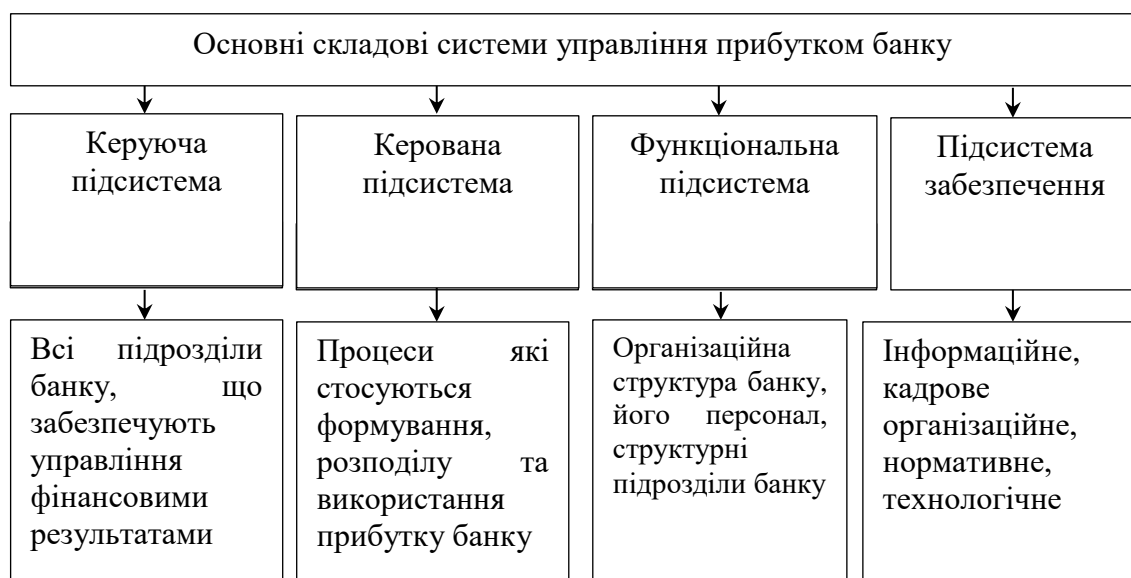 Основні складові системи управління прибутком банку
Керуюча
підсистема
Керована
підсистема
Функціональна
підсистема
Підсистема
забезпечення
Всі підрозділи
банку, що
забезпечують
управління
фінансовими
результатами
Процеси які
стосуються
формування,
розподілу та
використання
прибутку банку
Організаційна
структура банку,
його персонал,
структурні
підрозділи банку
Інформаційне,
кадрове
організаційне,
нормативне,
технологічне